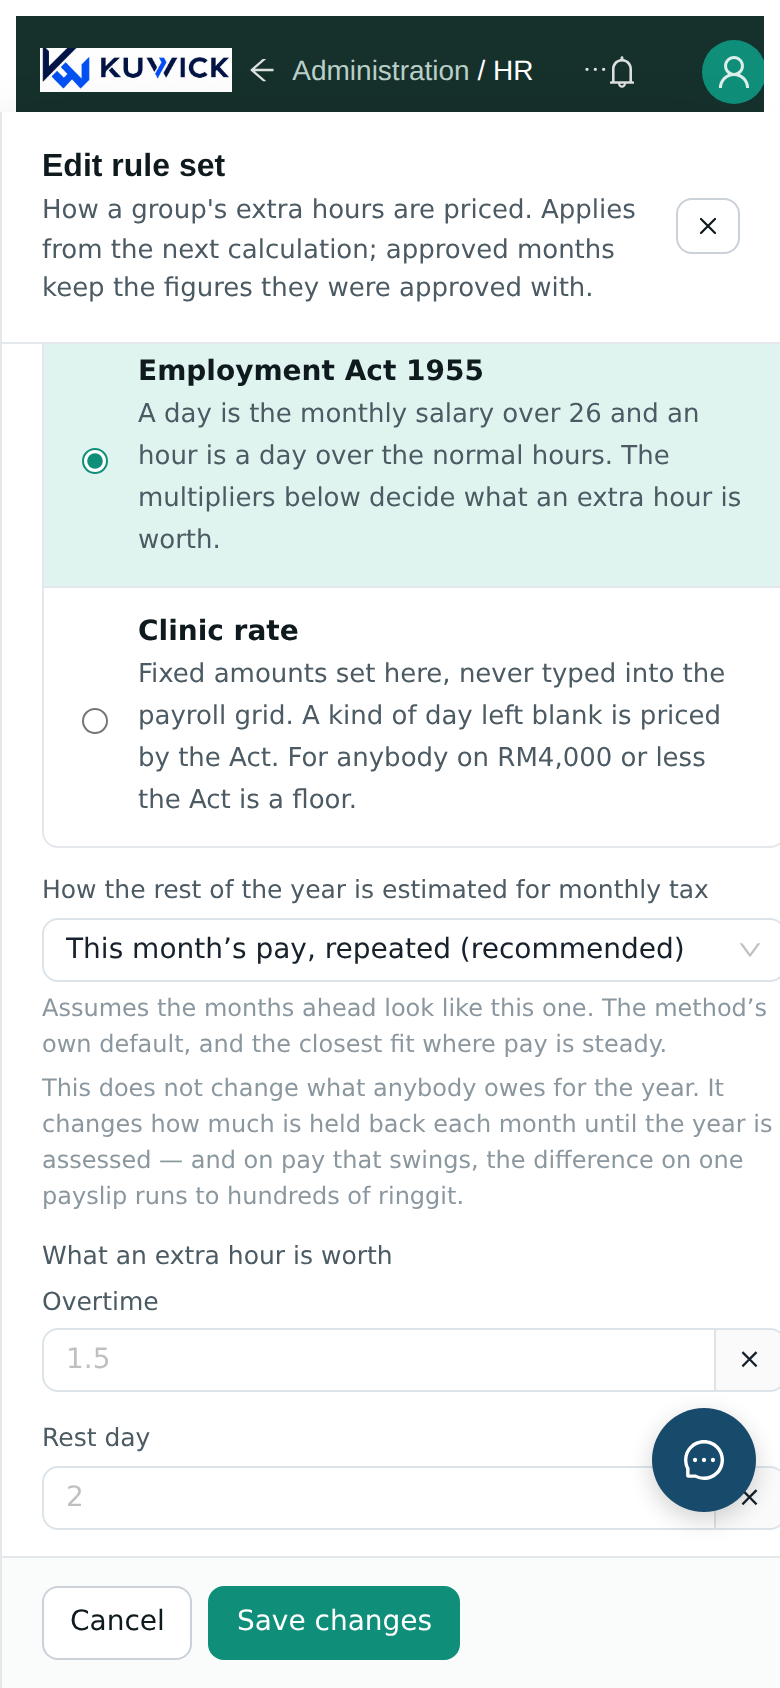 KUWICK
Administration / HR
Edit rule set
How a group's extra hours are priced. Applies
from the next calculation; approved months
keep the figures they were approved with.
Employment Act 1955
A day is the monthly salary over 26 and an
hour is a day over the normal hours. The
multipliers below decide what an extra hour is
worth.
Clinic rate
Fixed amounts set here, never typed into the
payroll grid. A kind of day left blank is priced
by the Act. For anybody on RM4,000 or less
the Act is a floor.
How the rest of the year is estimated for monthly tax
This month’s pay, repeated (recommended)
Assumes the months ahead look like this one. The method’s
own default, and the closest fit where pay is steady.
This does not change what anybody owes for the year. It
changes how much is held back each month until the year is
assessed — and on pay that swings, the difference on one
payslip runs to hundreds of ringgit.
What an extra hour is worth
Overtime
1.5 ×
Rest day
2 ×
Cancel Save changes